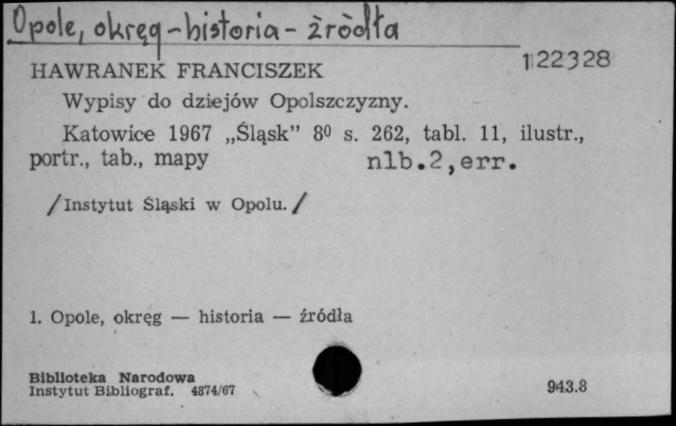 Opole, okręg - historia - źródła
122328
HAWRANEK FRANCISZEK
Wypisy do dziejów Opolszczyzny.
Katowice 1967 „Śląsk” 8⁰ s. 262, tabl. 11, ilustr.,
portr., tab., mapy nlb.2,err.
/Instytut Śląski w Opolu./
1. Opole, okręg — historia — źródła
Biblioteka Narodowa
Instytut Bibliograf. 4874/67
943.8